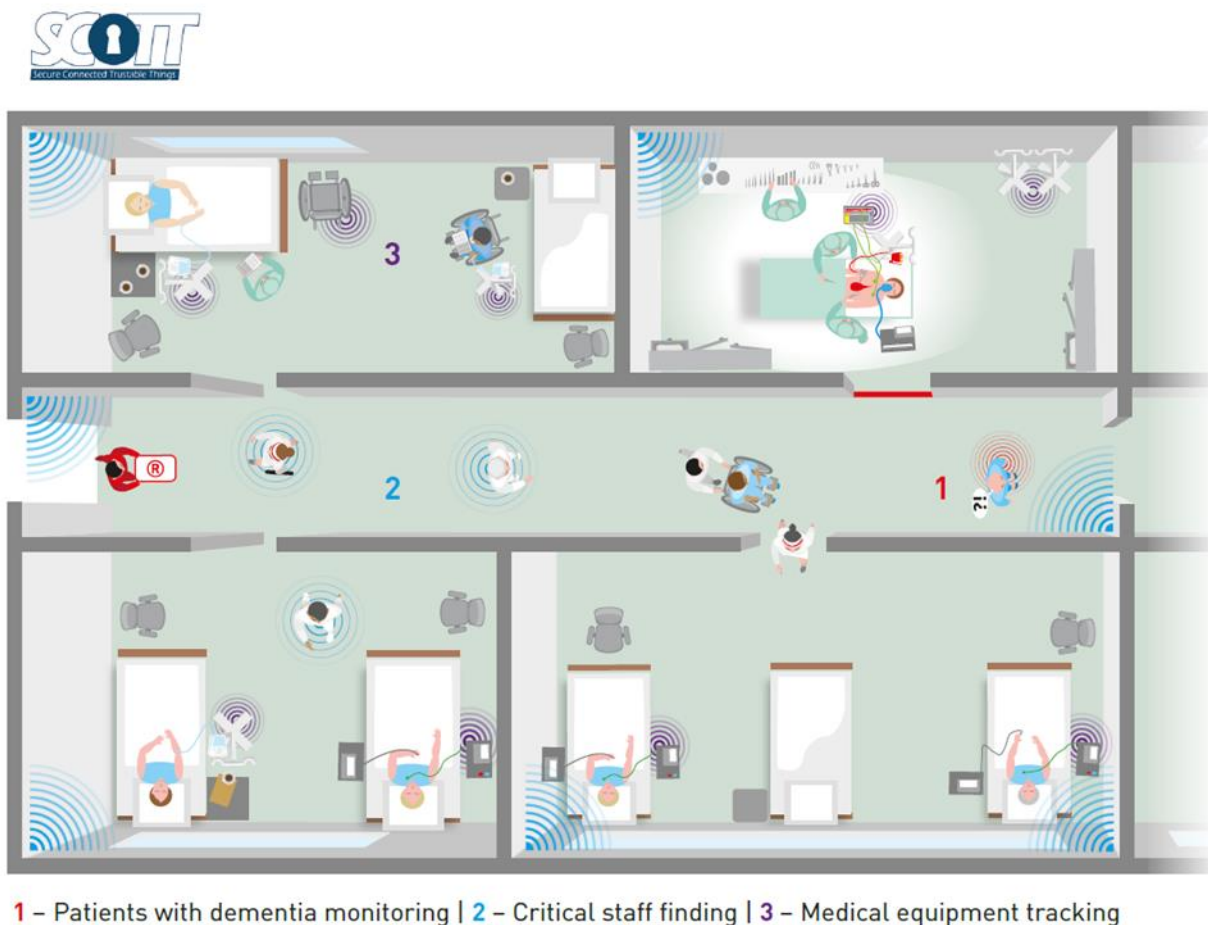 SCOTT
Secure Connected Trustable Things
3
®
2
1
i?
1 – Patients with dementia monitoring | 2 – Critical staff finding | 3 – Medical equipment tracking